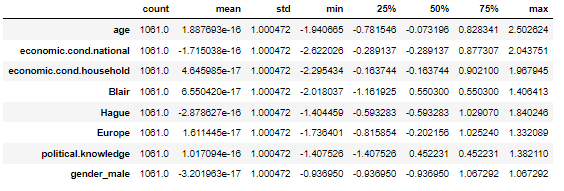 count mean std min 25% 50% 75% max
age 1061.0 1.887693e-16 1.000472 -1.940665 -0.781546 -0.073196 0.828341 2.502624
economic.cond.national 1061.0 -1.715038e-16 1.000472 -2.622026 -0.289137 -0.289137 0.877307 2.043751
economic.cond.household 1061.0 4.645985e-17 1.000472 -2.295434 -0.163744 -0.163744 0.902100 1.967945
Blair 1061.0 6.550420e-17 1.000472 -2.018037 -1.161925 0.550300 0.550300 1.406413
Hague 1061.0 -2.878627e-16 1.000472 -1.404459 -0.593283 -0.593283 1.029070 1.840246
Europe 1061.0 1.611445e-17 1.000472 -1.736401 -0.815854 -0.202156 1.025240 1.332089
political.knowledge 1061.0 1.017094e-16 1.000472 -1.407526 -1.407526 0.452231 0.452231 1.382110
gender_male 1061.0 -3.201963e-17 1.000472 -0.936950 -0.936950 -0.936950 1.067292 1.067292